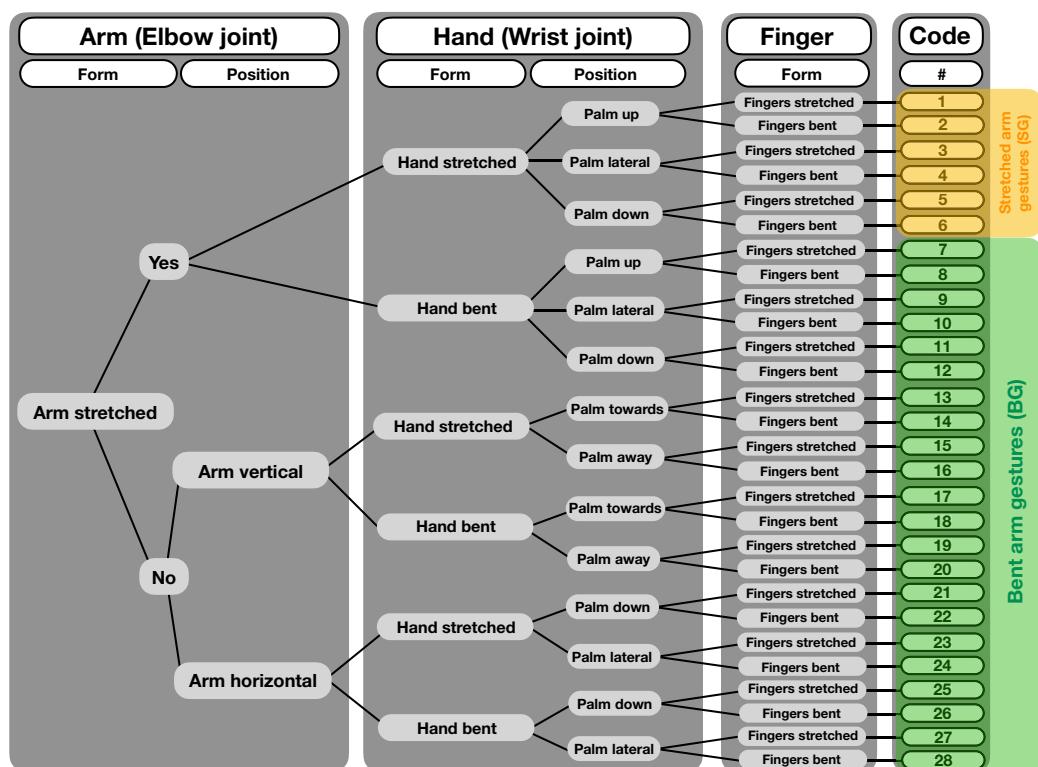 Arm (Elbow joint)
Hand (Wrist joint)
Finger
Code
Form
Position
Form
Position
Form
#
Arm stretched
Yes
No
Arm vertical
Arm horizontal
Hand stretched
Hand bent
Hand stretched
Hand bent
Hand stretched
Hand bent
Palm up
Palm lateral
Palm down
Palm up
Palm lateral
Palm down
Palm towards
Palm away
Palm towards
Palm away
Palm down
Palm lateral
Palm down
Palm lateral
Fingers stretched 1
Fingers bent 2
Fingers stretched 3
Fingers bent 4
Fingers stretched 5
Fingers bent 6
Fingers stretched 7
Fingers bent 8
Fingers stretched 9
Fingers bent 10
Fingers stretched 11
Fingers bent 12
Fingers stretched 13
Fingers bent 14
Fingers stretched 15
Fingers bent 16
Fingers stretched 17
Fingers bent 18
Fingers stretched 19
Fingers bent 20
Fingers stretched 21
Fingers bent 22
Fingers stretched 23
Fingers bent 24
Fingers stretched 25
Fingers bent 26
Fingers stretched 27
Fingers bent 28
Stretched arm
gestures (SG)
Bent arm gestures (BG)